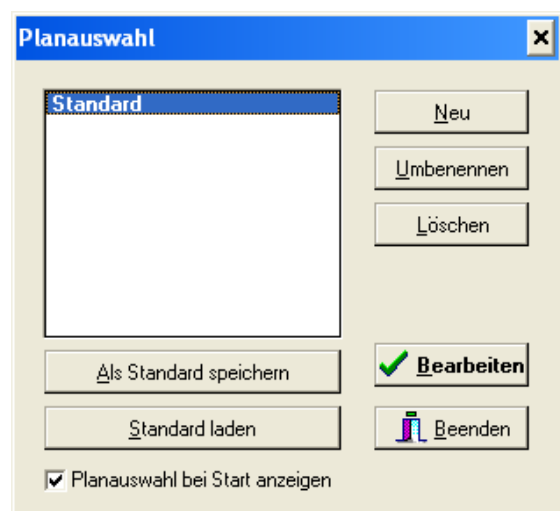 Planauswahl
Standard
Neu
Umbenennen
Löschen
Als Standard speichern
Bearbeiten
Standard laden
Beenden
Planauswahl bei Start anzeigen